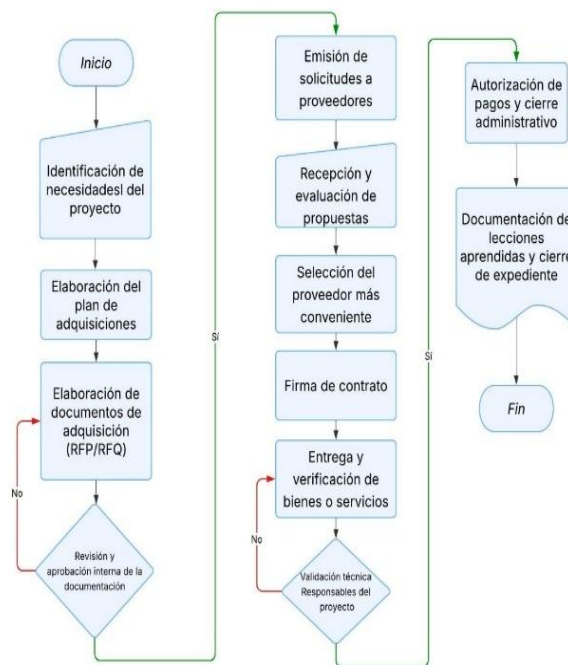 Inicio
Identificación de
necesidadesl del
proyecto
Elaboración del
plan de
adquisiciones
Elaboración de
documentos de
adquisición
(RFP/RFQ)
No
Revisión y
aprobación interna de la
documentación
Sí
Emisión de
solicitudes a
proveedores
Recepción y
evaluación de
propuestas
Selección del
proveedor más
conveniente
Firma de contrato
Entrega y
verificación de
bienes o servicios
No
Validación técnica
Responsables del
proyecto
Sí
Autorización de
pagos y cierre
administrativo
Documentación de
lecciones
aprendidas y cierre
de expediente
Fin